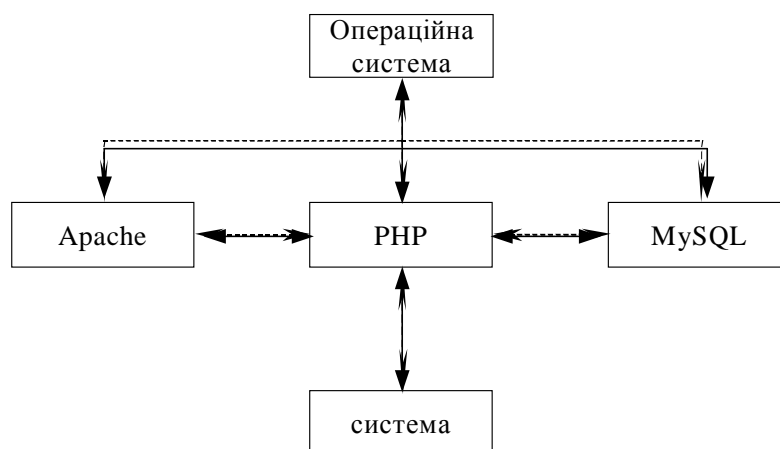 Операційна
система
Apache
PHP
MySQL
система